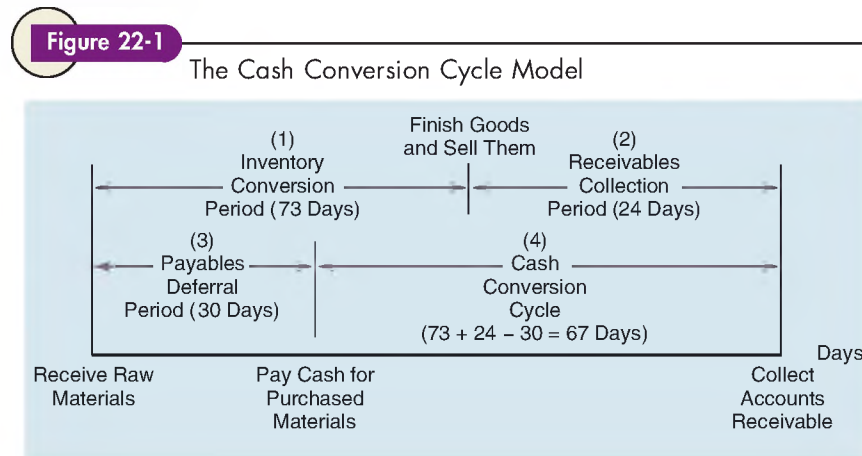 Figure 22-1
The Cash Conversion Cycle Model
(1)
Inventory
Conversion
Period (73 Days)
Finish Goods
and Sell Them
(2)
Receivables
Collection
Period (24 Days)
(3)
Payables
Deferral
Period (30 Days)
(4)
Cash
Conversion
Cycle
(73 + 24 − 30 = 67 Days)
Days
Receive Raw
Materials
Pay Cash for
Purchased
Materials
Collect
Accounts
Receivable